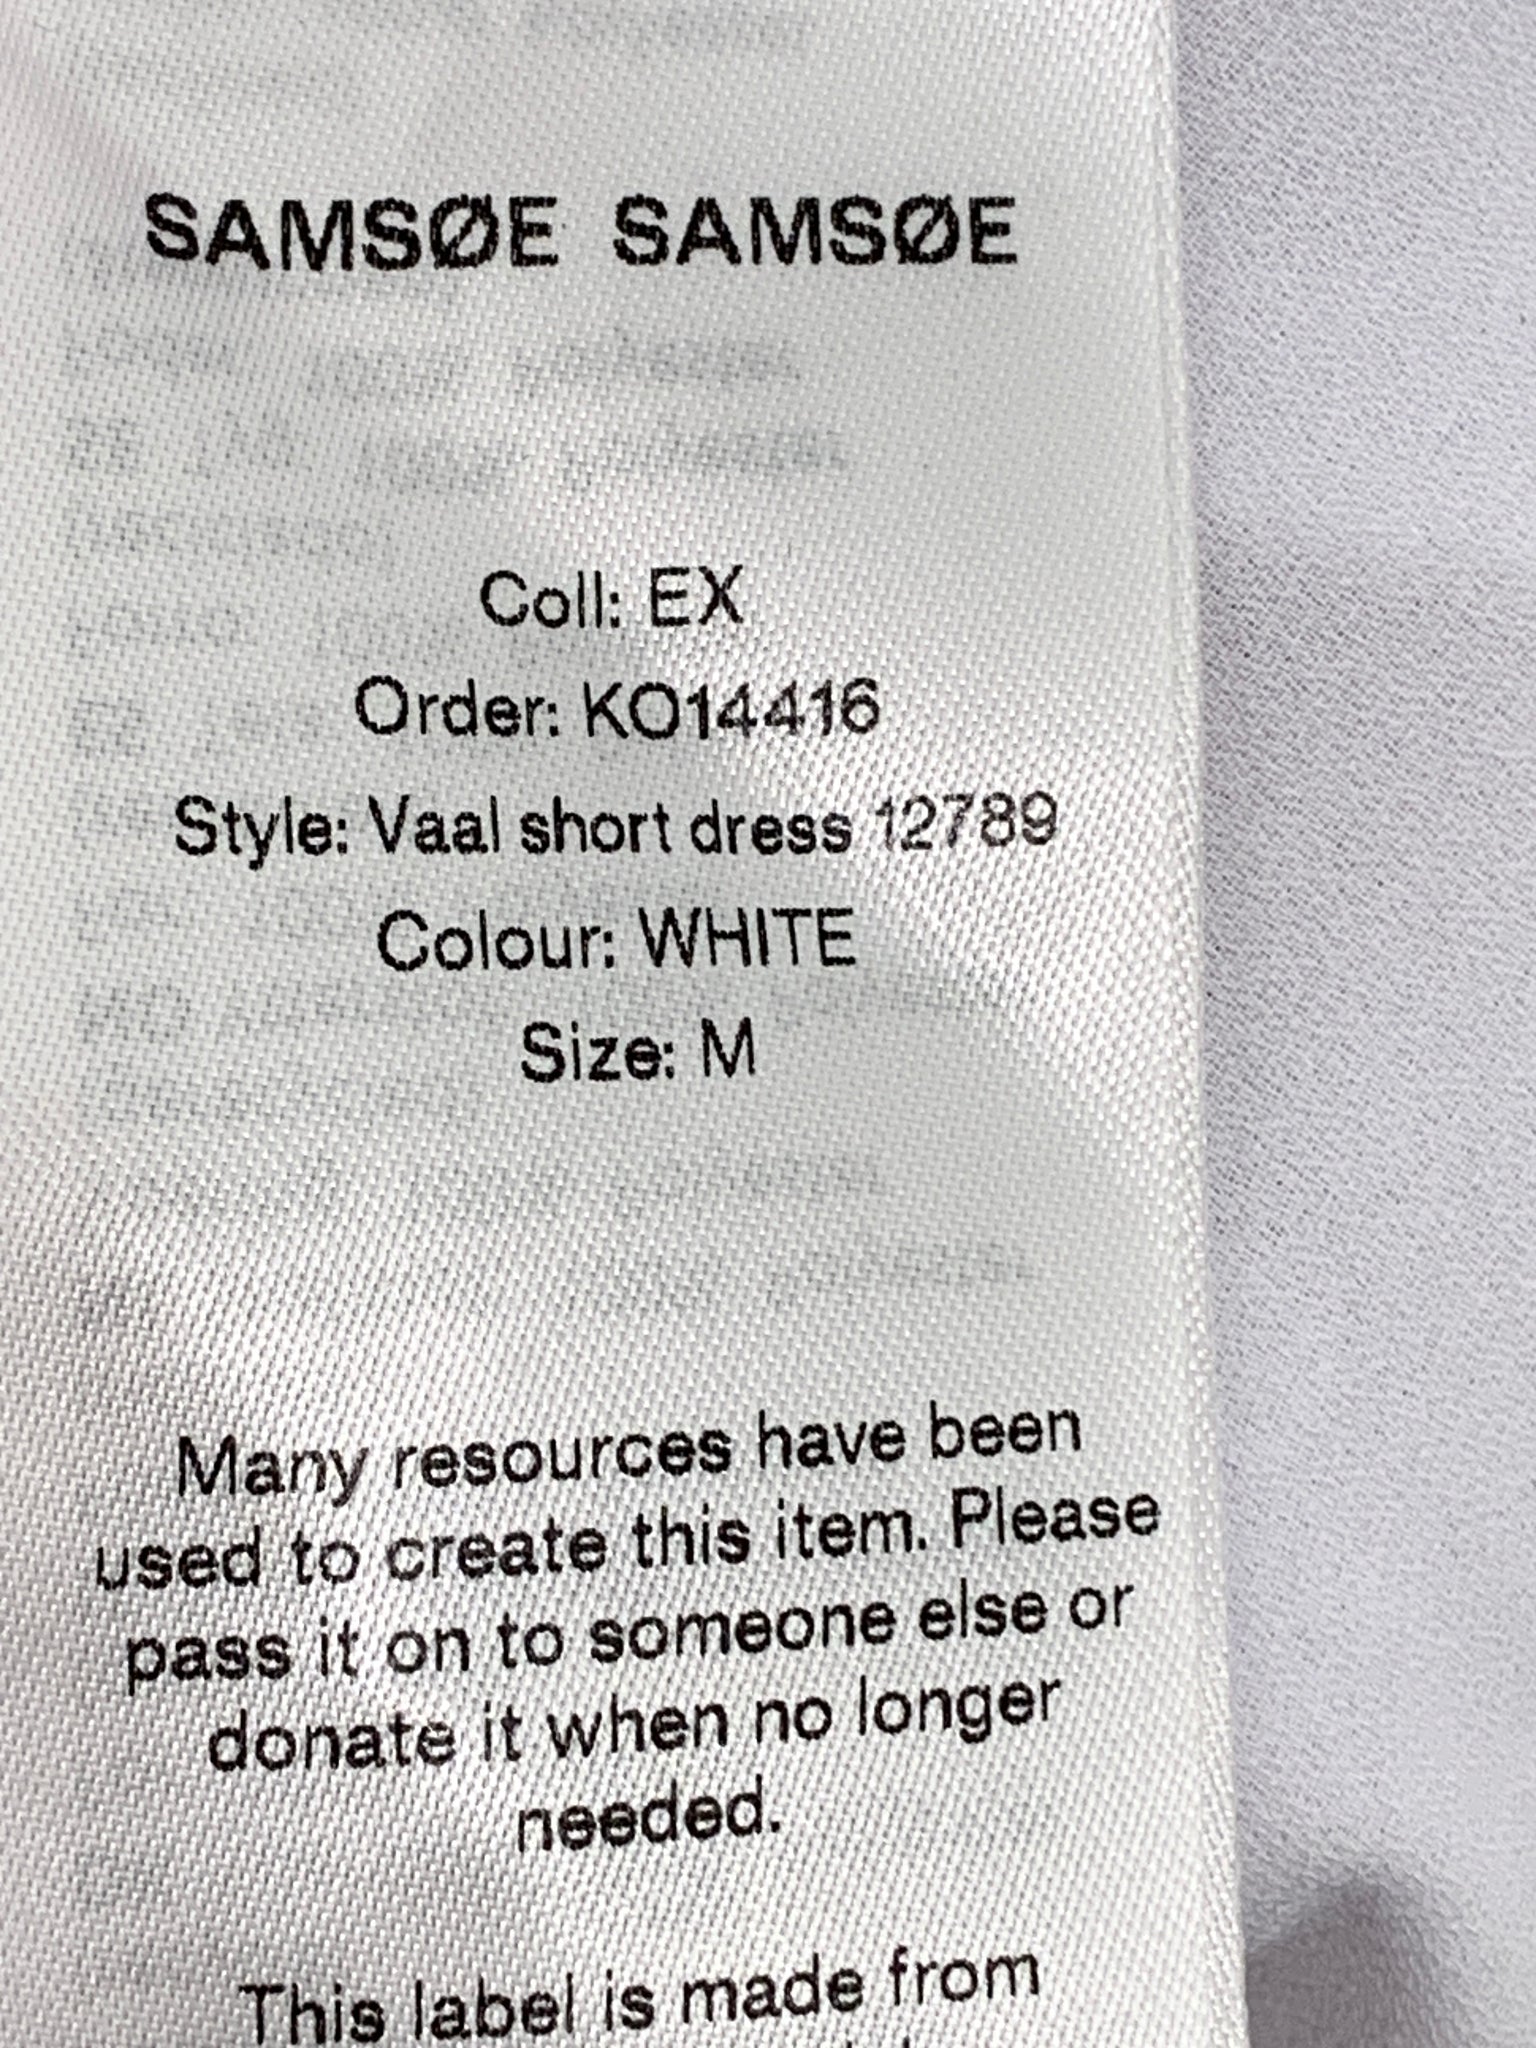 SAMSØE SAMSØE
Coll: EX
Order: KO14416
Style: Vaal short dress 12789
Colour: WHITE
Size: M
Many resources have been
used to create this item. Please
pass it on to someone else or
donate it when no longer
needed.
This label is made from